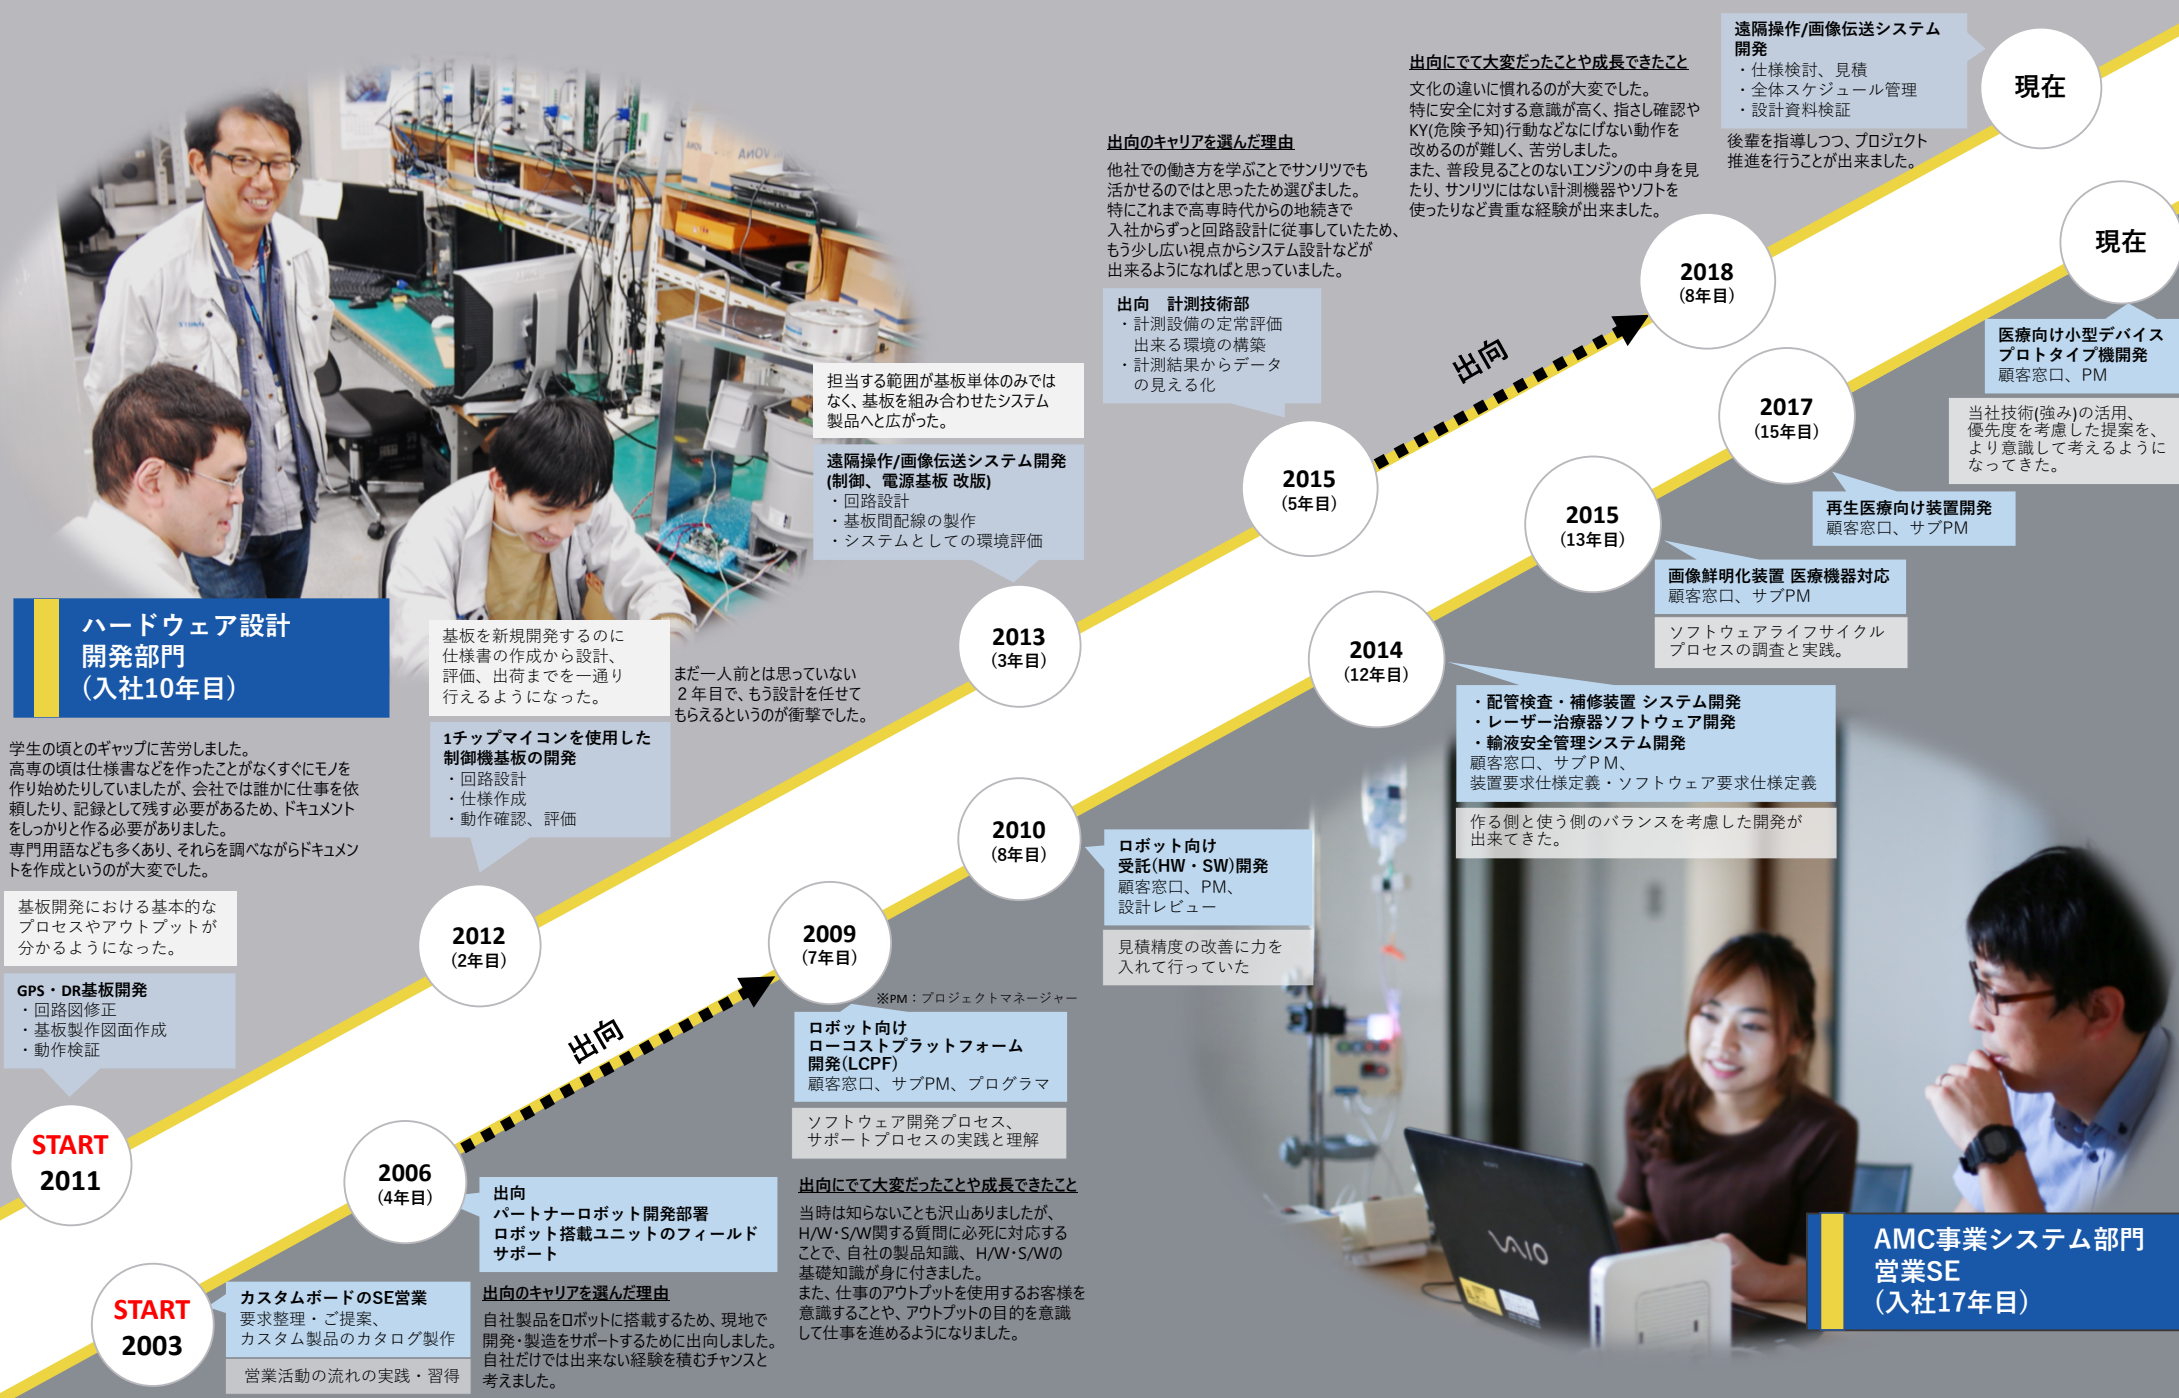 ハードウェア設計
開発部門
(入社10年目)
学生の頃とのギャップに苦労しました。
高専の頃は仕様書などを作ったことがなくすぐにモノを
作り始めたりしていましたが、会社では誰かに仕事を依
頼したり、記録として残す必要があるため、ドキュメント
をしっかりと作る必要がありました。
専門用語なども多くあり、それらを調べながらドキュメン
トを作成というのが大変でした。
基板開発における基本的な
プロセスやアウトプットが
分かるようになった。
GPS・DR基板開発
・回路図修正
・基板製作図面作成
・動作検証
START
2011
基板を新規開発するのに
仕様書の作成から設計、
評価、出荷までを一通り
行えるようになった。
まだ一人前とは思っていない
２年目で、もう設計を任せて
もらえるというのが衝撃でした。
1チップマイコンを使用した
制御機基板の開発
・回路設計
・仕様作成
・動作確認、評価
2012
(2年目)
担当する範囲が基板単体のみでは
なく、基板を組み合わせたシステム
製品へと広がった。
遠隔操作/画像伝送システム開発
(制御、電源基板 改版)
・回路設計
・基板間配線の製作
・システムとしての環境評価
2013
(3年目)
出向のキャリアを選んだ理由
他社での働き方を学ぶことでサンリツでも
活かせるのではと思ったため選びました。
特にこれまで高専時代からの地続きで
入社からずっと回路設計に従事していたため、
もう少し広い視点からシステム設計などが
出来るようになればと思っていました。
出向　計測技術部
・計測設備の定常評価
出来る環境の構築
・計測結果からデータ
の見える化
2015
(5年目)
出向
出向にでて大変だったことや成長できたこと
文化の違いに慣れるのが大変でした。
特に安全に対する意識が高く、指さし確認や
KY(危険予知)行動などなにげない動作を
改めるのが難しく、苦労しました。
また、普段見ることのないエンジンの中身を見
たり、サンリツにはない計測機器やソフトを
使ったりなど貴重な経験が出来ました。
2018
(8年目)
遠隔操作/画像伝送システム
開発
・仕様検討、見積
・全体スケジュール管理
・設計資料検証
後輩を指導しつつ、プロジェクト
推進を行うことが出来ました。
現在
START
2003
カスタムボードのSE営業
要求整理・ご提案、
カスタム製品のカタログ製作
営業活動の流れの実践・習得
2006
(4年目)
出向
パートナーロボット開発部署
ロボット搭載ユニットのフィールド
サポート
出向のキャリアを選んだ理由
自社製品をロボットに搭載するため、現地で
開発・製造をサポートするために出向しました。
自社だけでは出来ない経験を積むチャンスと
考えました。
出向
2009
(7年目)
※PM：プロジェクトマネージャー
ロボット向け
ローコストプラットフォーム
開発(LCPF)
顧客窓口、サブPM、プログラマ
ソフトウェア開発プロセス、
サポートプロセスの実践と理解
出向にでて大変だったことや成長できたこと
当時は知らないことも沢山ありましたが、
H/W・S/W関する質問に必死に対応する
ことで、自社の製品知識、H/W・S/Wの
基礎知識が身に付きました。
また、仕事のアウトプットを使用するお客様を
意識することや、アウトプットの目的を意識
して仕事を進めるようになりました。
2010
(8年目)
ロボット向け
受託(HW・SW)開発
顧客窓口、PM、
設計レビュー
見積精度の改善に力を
入れて行っていた
2014
(12年目)
・配管検査・補修装置 システム開発
・レーザー治療器ソフトウェア開発
・輸液安全管理システム開発
顧客窓口、サブＰＭ、
装置要求仕様定義・ソフトウェア要求仕様定義
作る側と使う側のバランスを考慮した開発が
出来てきた。
2015
(13年目)
画像鮮明化装置 医療機器対応
顧客窓口、サブPM
ソフトウェアライフサイクル
プロセスの調査と実践。
2017
(15年目)
再生医療向け装置開発
顧客窓口、サブPM
現在
医療向け小型デバイス
プロトタイプ機開発
顧客窓口、PM
当社技術(強み)の活用、
優先度を考慮した提案を、
より意識して考えるように
なってきた。
VAIO
AMC事業システム部門
営業SE
(入社17年目)